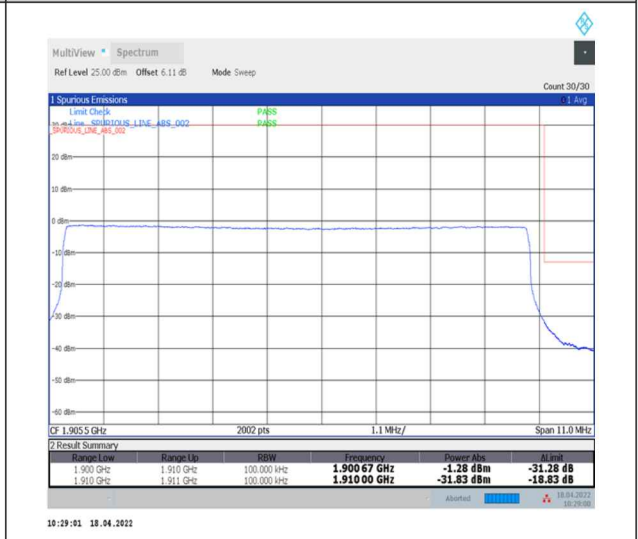 MultiView Spectrum
Ref Level 25.00 dBm Offset 6.11 dB Mode Sweep
Count 30/30
1 Spurious Emissions 1 Avg
Limit Check PASS
Line _SPURIOUS_LINE_ABS_002 PASS
_SPURIOUS_LINE_ABS_002
20 dBm
10 dBm
0 dBm
-10 dBm
-20 dBm
-30 dBm
-40 dBm
-50 dBm
-60 dBm
CF 1.9055 GHz 2002 pts 1.1 MHz/ Span 11.0 MHz
2 Result Summary
Range Low Range Up RBW Frequency Power Abs ΔLimit
1.900 GHz 1.910 GHz 100.000 kHz 1.900 67 GHz -1.28 dBm -31.28 dB
1.910 GHz 1.911 GHz 100.000 kHz 1.910 00 GHz -31.83 dBm -18.83 dB
Aborted 18.04.2022
10:29:00
10:29:01 18.04.2022